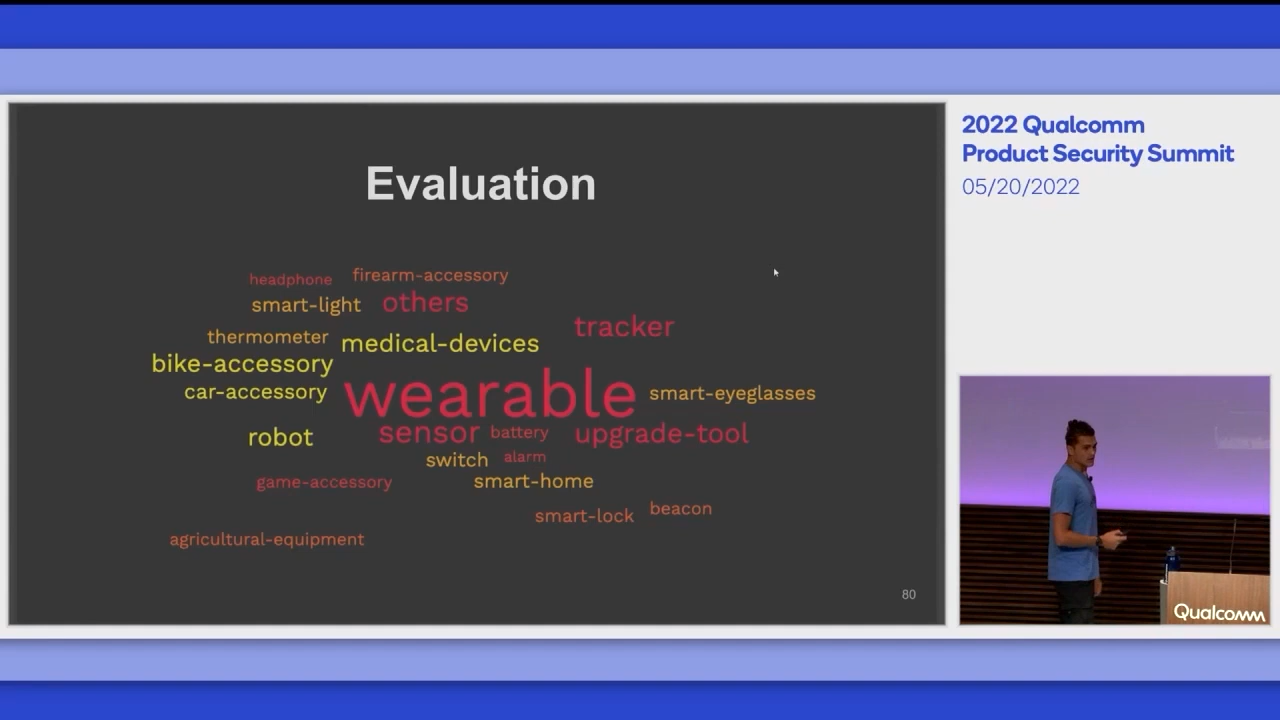 2022 Qualcomm
Product Security Summit
05/20/2022
Evaluation
headphone firearm-accessory
smart-light others
tracker
thermometer medical-devices
bike-accessory
car-accessory wearable smart-eyeglasses
robot sensor battery upgrade-tool
switch alarm
game-accessory smart-home
smart-lock beacon
agricultural-equipment
80
Qualcomm